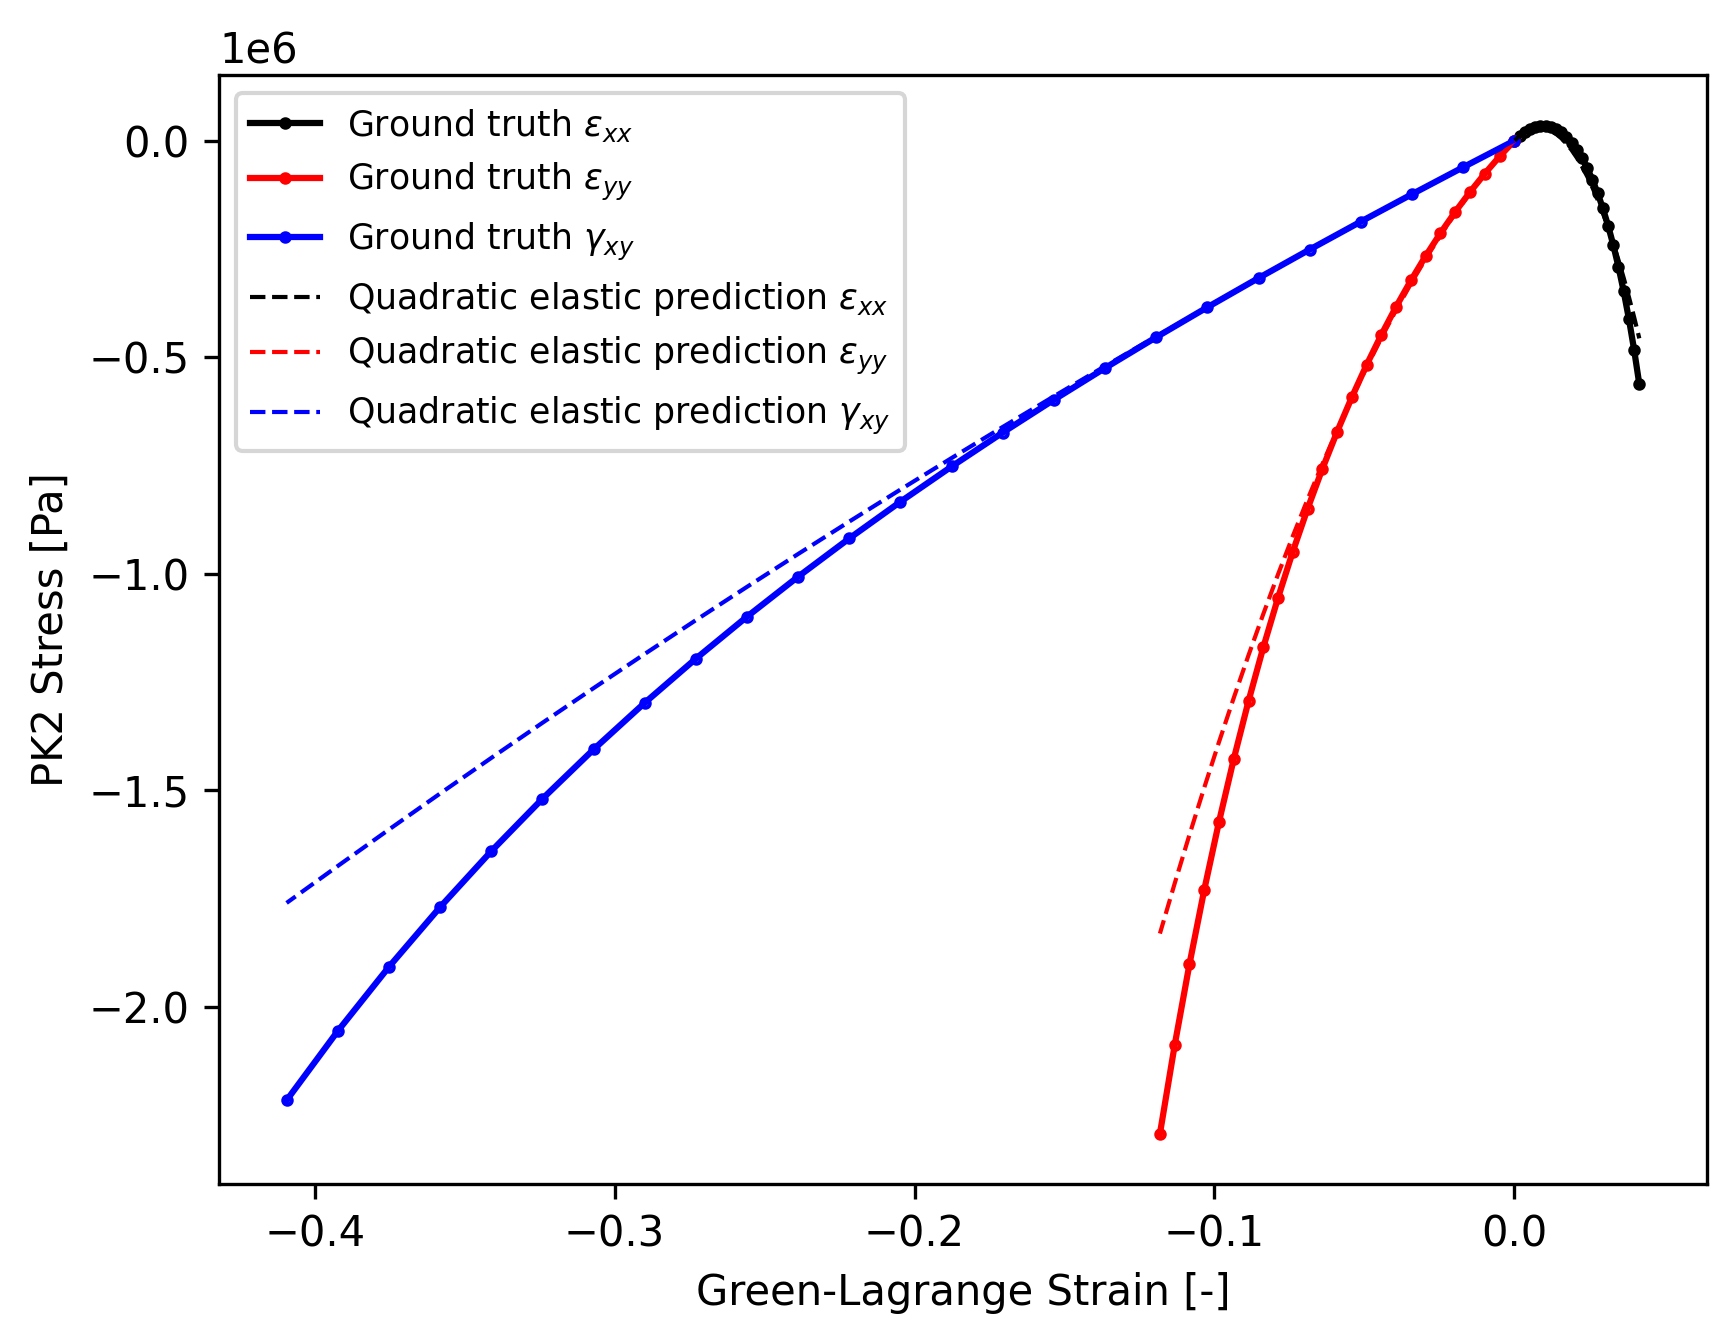 1e6
Ground truth εxx
Ground truth εyy
Ground truth γxy
Quadratic elastic prediction εxx
Quadratic elastic prediction εyy
Quadratic elastic prediction γxy
0.0
−0.5
−1.0
−1.5
−2.0
PK2 Stress [Pa]
−0.4 −0.3 −0.2 −0.1 0.0
Green-Lagrange Strain [-]